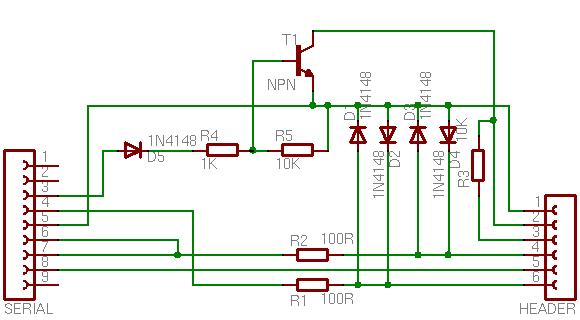 T1
NPN
1N4148
D5
R4
1K
R5
10K
D1
1N4148
D3
1N4148
1N4148
D2
1N4148
D4
10K
R3
1
2
3
4
5
6
7
8
9
SERIAL
R2 100R
R1 100R
1
2
3
4
5
6
HEADER